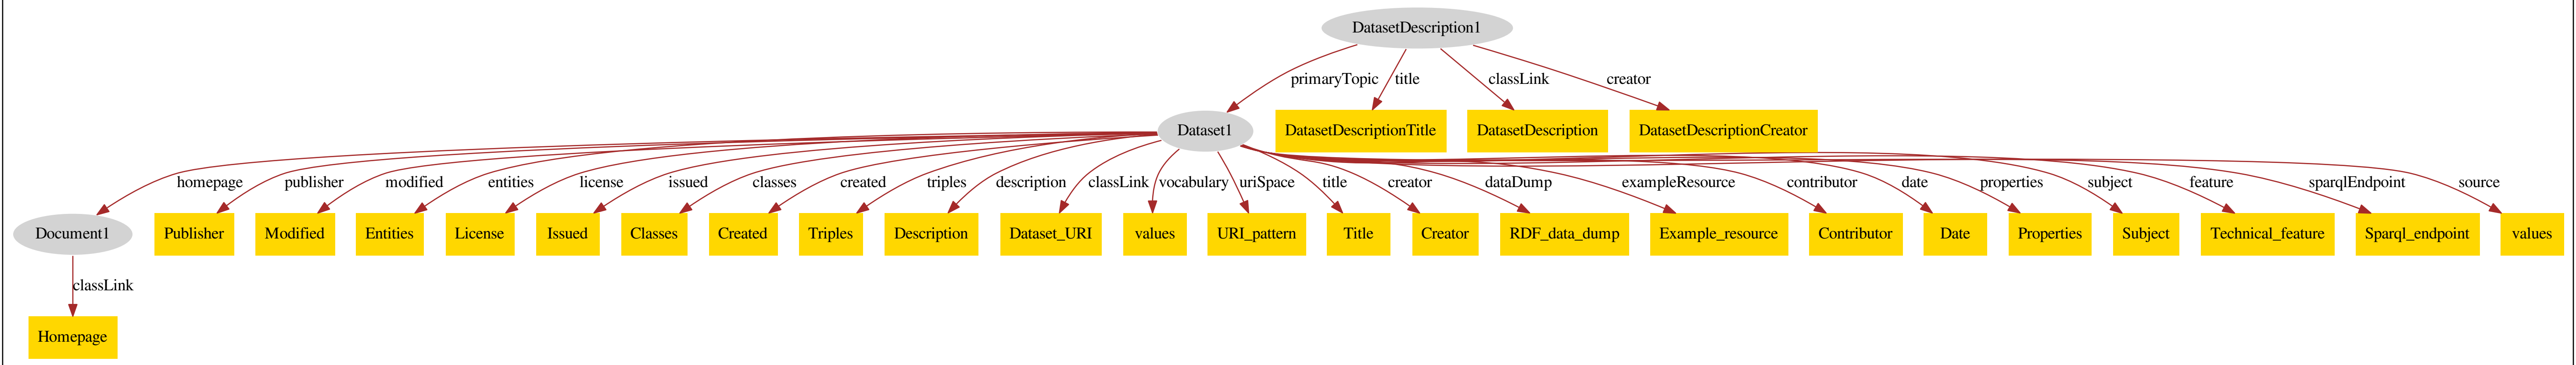 DatasetDescription1
primaryTopic title classLink creator
Dataset1 DatasetDescriptionTitle DatasetDescription DatasetDescriptionCreator
homepage publisher modified entities license issued classes created triples description classLink vocabulary uriSpace title creator dataDump exampleResource contributor date properties subject feature sparqlEndpoint source
Document1 Publisher Modified Entities License Issued Classes Created Triples Description Dataset_URI values URI_pattern Title Creator RDF_data_dump Example_resource Contributor Date Properties Subject Technical_feature Sparql_endpoint values
classLink
Homepage